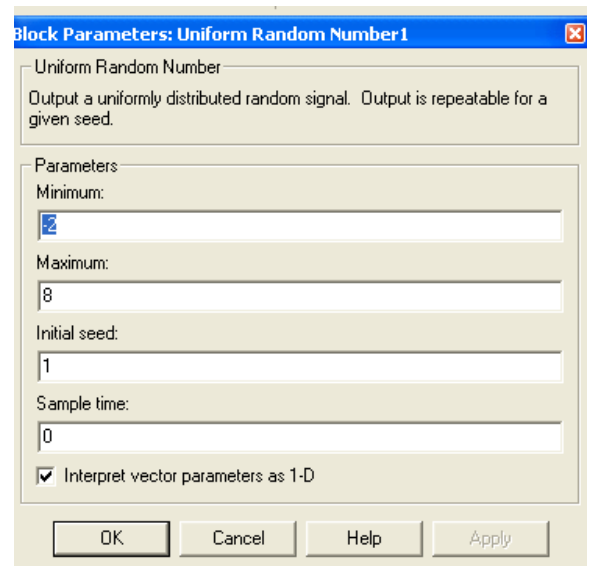 Block Parameters: Uniform Random Number1
Uniform Random Number
Output a uniformly distributed random signal. Output is repeatable for a
given seed.
Parameters
Minimum:
-2
Maximum:
8
Initial seed:
1
Sample time:
0
Interpret vector parameters as 1-D
OK Cancel Help Apply